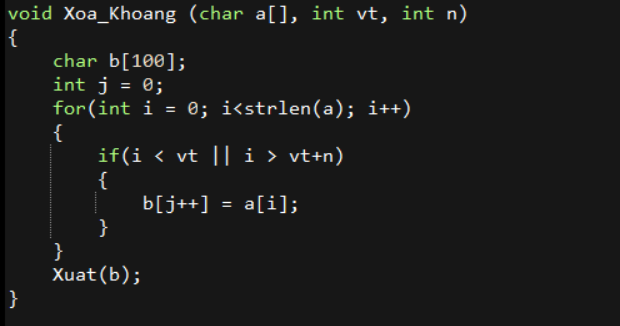 void Xoa_Khoang (char a[], int vt, int n)
{
    char b[100];
    int j = 0;
    for(int i = 0; i<strlen(a); i++)
    {
        if(i < vt || i > vt+n)
        {
            b[j++] = a[i];
        }
    }
    Xuat(b);
}